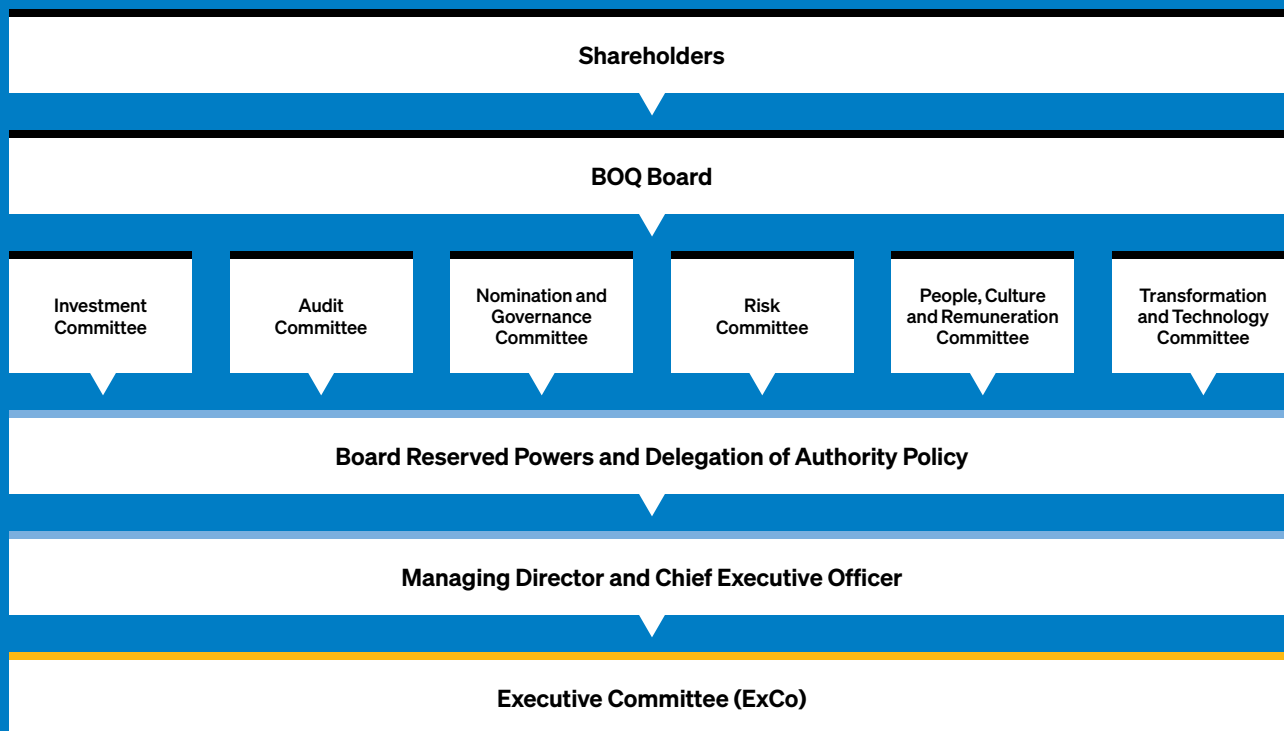 Shareholders
BOQ Board
Investment
Committee
Audit
Committee
Nomination and
Governance
Committee
Risk
Committee
People, Culture
and Remuneration
Committee
Transformation
and Technology
Committee
Board Reserved Powers and Delegation of Authority Policy
Managing Director and Chief Executive Officer
Executive Committee (ExCo)